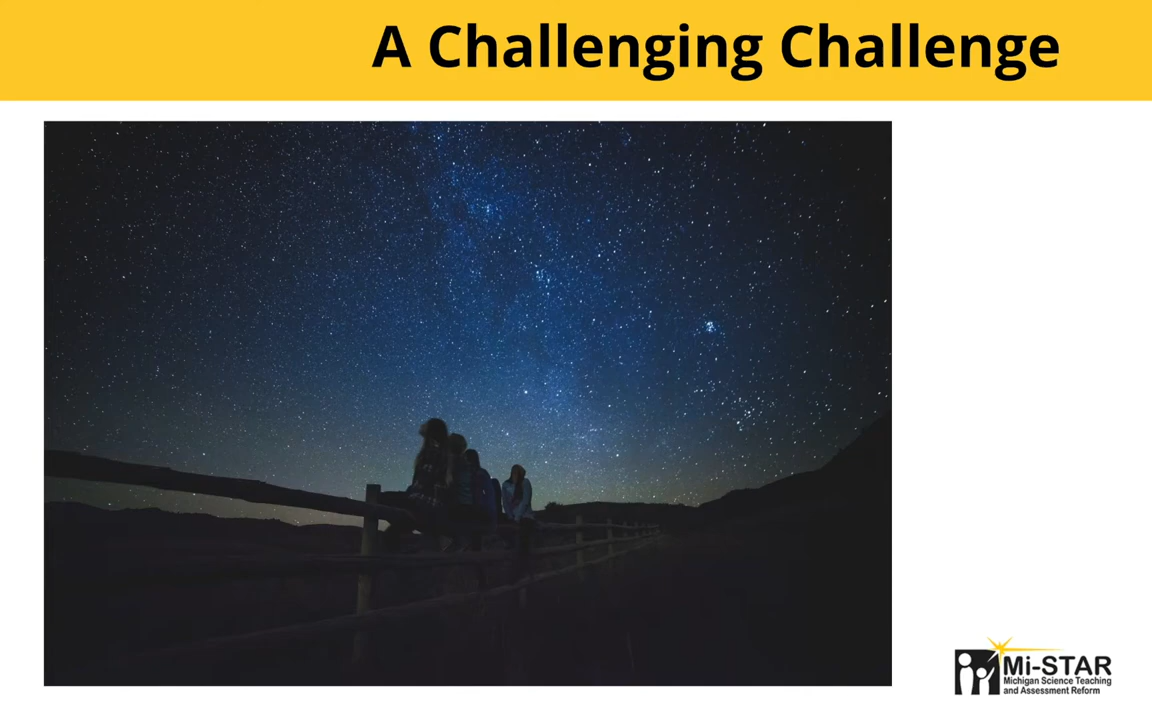 A Challenging Challenge
Mi-STAR
Michigan Science Teaching
and Assessment Reform